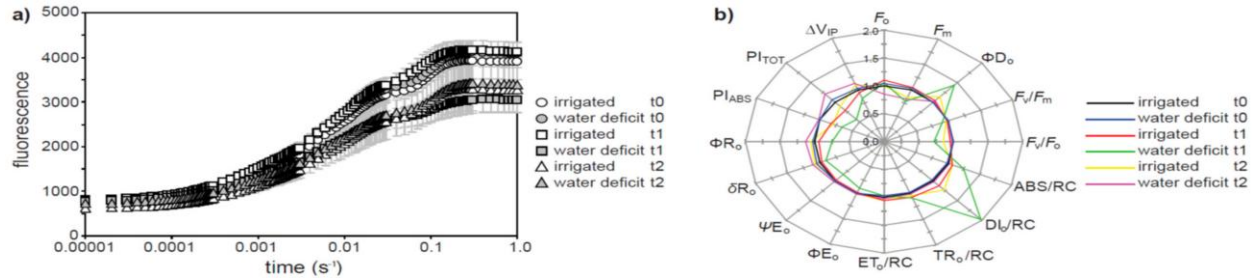 a)
5000
4000
3000
2000
1000
0
fluorescence
0.00001
0.0001
0.001
0.01
0.1
1.0
time (s⁻¹)
irrigated t0
water deficit t0
irrigated t1
water deficit t1
irrigated t2
water deficit t2
b)
2.0
1.5
1.0
0.5
0.0
Fₒ
Fₘ
ΦDₒ
Fᵥ/Fₘ
Fᵥ/Fₒ
ABS/RC
DIₒ/RC
TRₒ/RC
ETₒ/RC
ΦEₒ
ΨEₒ
δRₒ
ΦRₒ
PI_ABS
PI_TOT
ΔV_IP
irrigated t0
water deficit t0
irrigated t1
water deficit t1
irrigated t2
water deficit t2